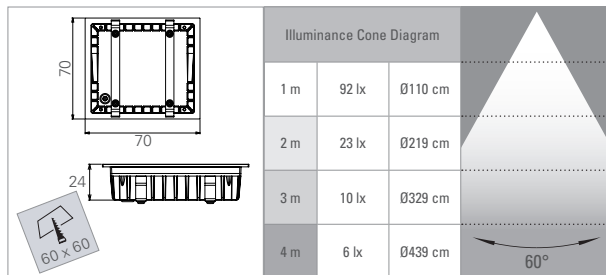 70
70
24
60 x 60
Illuminance Cone Diagram
1 m 92 lx Ø110 cm
2 m 23 lx Ø219 cm
3 m 10 lx Ø329 cm
4 m 6 lx Ø439 cm
60°